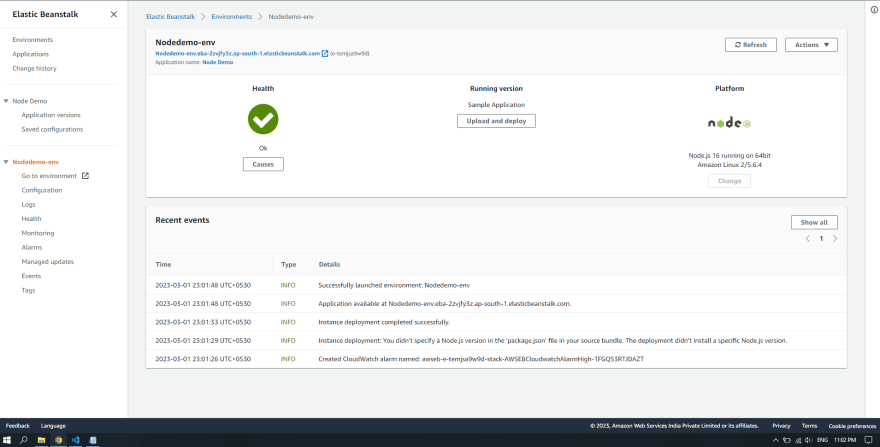 Elastic Beanstalk
Environments
Applications
Change history
Node Demo
Application versions
Saved configurations
Nodedemo-env
Go to environment
Configuration
Logs
Health
Monitoring
Alarms
Managed updates
Events
Tags
Elastic Beanstalk > Environments > Nodedemo-env
Nodedemo-env
Nodedemo-env.eba-2zvjfy3z.ap-south-1.elasticbeanstalk.com (e-temjsa9w9d)
Application name: Node Demo
Refresh
Actions
Health
Ok
Causes
Running version
Sample Application
Upload and deploy
Platform
node JS
Node.js 16 running on 64bit
Amazon Linux 2/5.6.4
Change
Recent events
Show all
1
Time Type Details
2023-03-01 23:01:48 UTC+0530 INFO Successfully launched environment: Nodedemo-env
2023-03-01 23:01:48 UTC+0530 INFO Application available at Nodedemo-env.eba-2zvjfy3z.ap-south-1.elasticbeanstalk.com.
2023-03-01 23:01:33 UTC+0530 INFO Instance deployment completed successfully.
2023-03-01 23:01:29 UTC+0530 INFO Instance deployment: You didn't specify a Node.js version in the 'package.json' file in your source bundle. The deployment didn't install a specific Node.js version.
2023-03-01 23:01:26 UTC+0530 INFO Created CloudWatch alarm named: awseb-e-temjsa9w9d-stack-AWSEBCloudwatchAlarmHigh-1FGQS3RTJDAZT
Feedback Language © 2023, Amazon Web Services India Private Limited or its affiliates. Privacy Terms Cookie preferences
ENG 11:02 PM